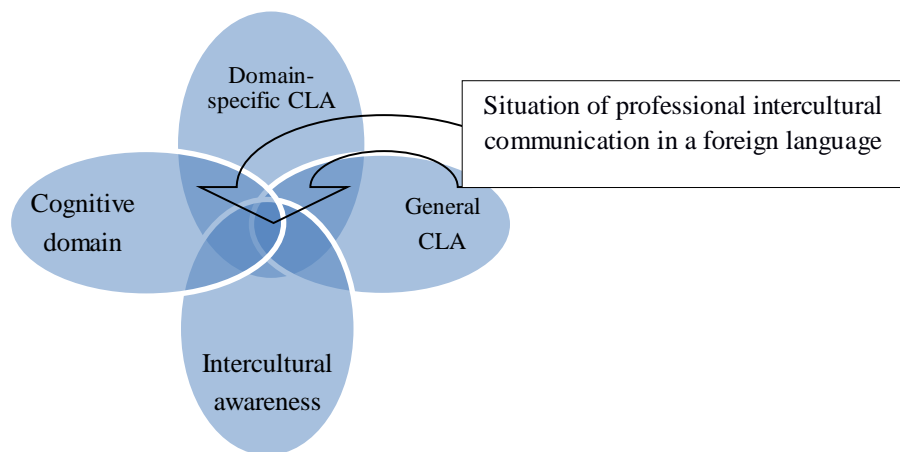 Domain-
specific CLA
Situation of professional intercultural
communication in a foreign language
Cognitive
domain
General
CLA
Intercultural
awareness